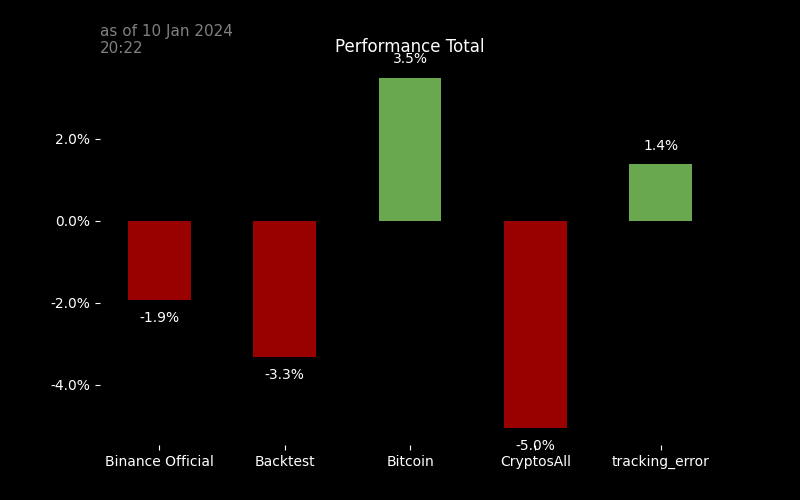 as of 10 Jan 2024
20:22
Performance Total
3.5%
2.0%
1.4%
0.0%
-2.0%
-1.9%
-3.3%
-4.0%
-5.0%
Binance Official
Backtest
Bitcoin
CryptosAll
tracking_error